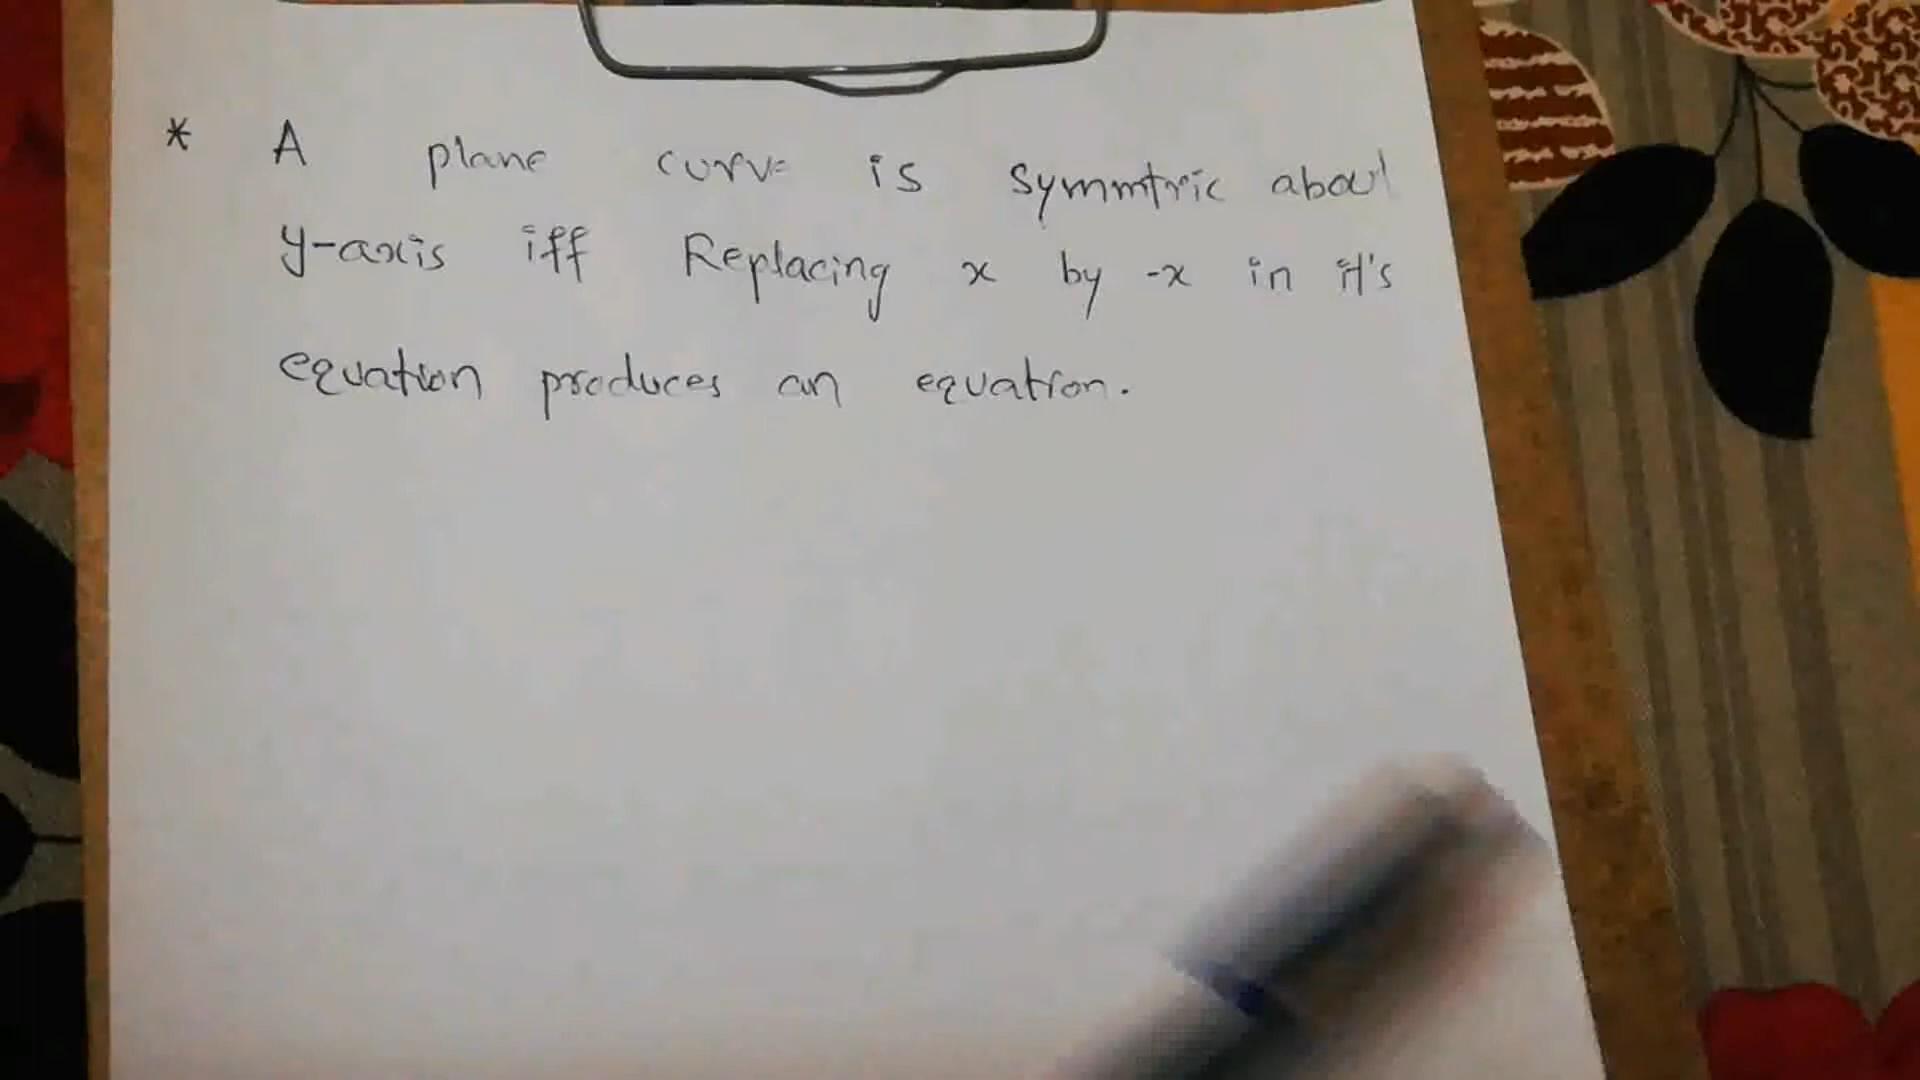 * A plane curve is symmtric about
y-axis iff Replacing x by -x in it's
equation produces an equation.